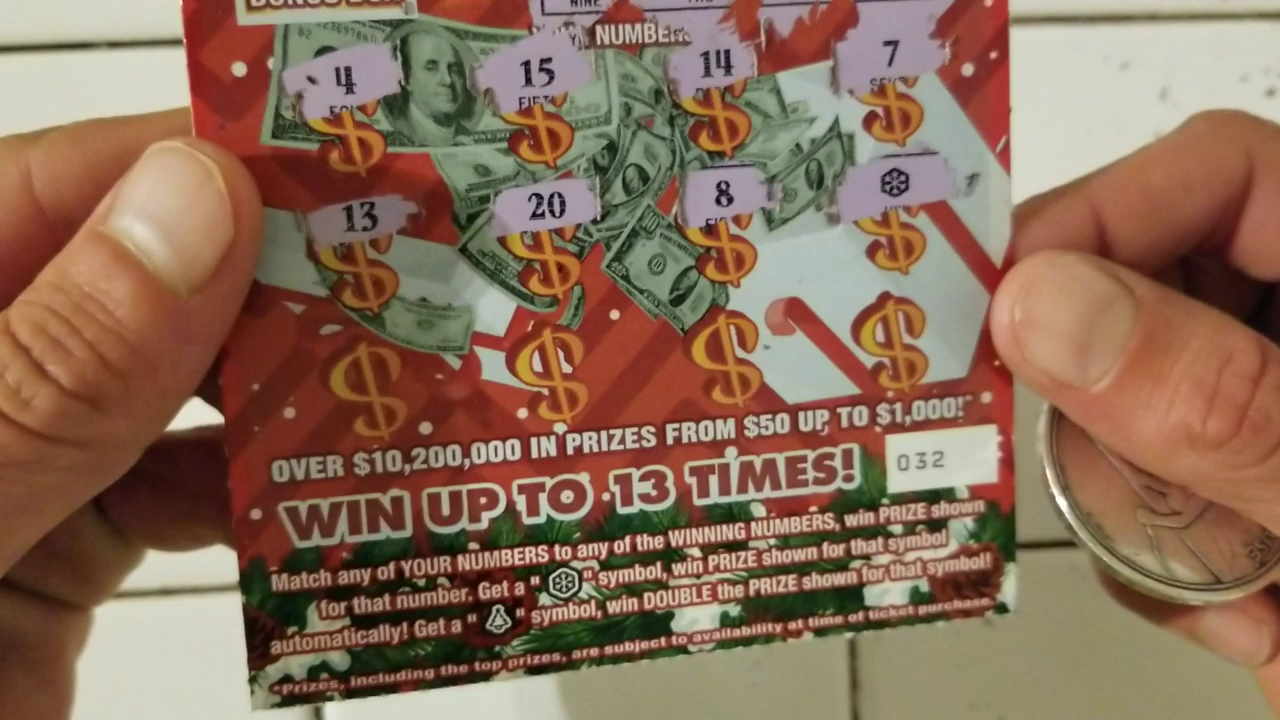 NINE
NUMBERS
4 15 14 7
13 20 8
OVER $10,200,000 IN PRIZES FROM $50 UP TO $1,000!*
032
WIN UP TO 13 TIMES!
Match any of YOUR NUMBERS to any of the WINNING NUMBERS, win PRIZE shown
for that number. Get a " " symbol, win PRIZE shown for that symbol
automatically! Get a " " symbol, win DOUBLE the PRIZE shown for that symbol!
*Prizes, including the top prizes, are subject to availability at time of ticket purchase.